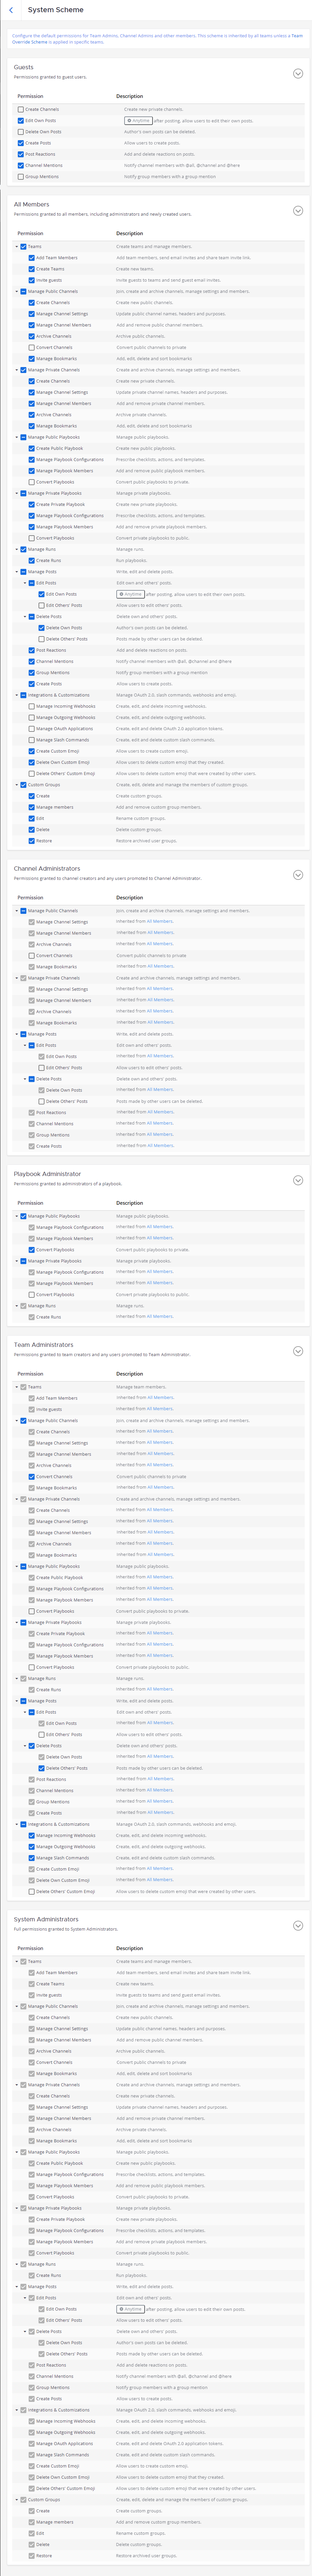 System Scheme
Configure the default permissions for Team Admins, Channel Admins and other members. This scheme is inherited by all teams unless a Team
Override Scheme is applied in specific teams.
Guests
Permissions granted to guest users.
Permission Description
Create Channels Create new private channels.
Edit Own Posts Anytime after posting, allow users to edit their own posts.
Delete Own Posts Author's own posts can be deleted.
Create Posts Allow users to create posts.
Post Reactions Add and delete reactions on posts.
Channel Mentions Notify channel members with @all, @channel and @here
Group Mentions Notify group members with a group mention
All Members
Permissions granted to all members, including administrators and newly created users.
Permission Description
Teams Create teams and manage members.
Add Team Members Add team members, send email invites and share team invite link.
Create Teams Create new teams.
Invite guests Invite guests to teams and send guest email invites.
Manage Public Channels Join, create and archive channels, manage settings and members.
Create Channels Create new public channels.
Manage Channel Settings Update public channel names, headers and purposes.
Manage Channel Members Add and remove public channel members.
Archive Channels Archive public channels.
Convert Channels Convert public channels to private
Manage Bookmarks Add, edit, delete and sort bookmarks
Manage Private Channels Create and archive channels, manage settings and members.
Create Channels Create new private channels.
Manage Channel Settings Update private channel names, headers and purposes.
Manage Channel Members Add and remove private channel members.
Archive Channels Archive private channels.
Manage Bookmarks Add, edit, delete and sort bookmarks
Manage Public Playbooks Manage public playbooks.
Create Public Playbook Create new public playbooks.
Manage Playbook Configurations Prescribe checklists, actions, and templates.
Manage Playbook Members Add and remove public playbook members.
Convert Playbooks Convert public playbooks to private.
Manage Private Playbooks Manage private playbooks.
Create Private Playbook Create new private playbooks.
Manage Playbook Configurations Prescribe checklists, actions, and templates.
Manage Playbook Members Add and remove private playbook members.
Convert Playbooks Convert private playbooks to public.
Manage Runs Manage runs.
Create Runs Run playbooks.
Manage Posts Write, edit and delete posts.
Edit Posts Edit own and others' posts.
Edit Own Posts Anytime after posting, allow users to edit their own posts.
Edit Others' Posts Allow users to edit others' posts.
Delete Posts Delete own and others' posts.
Delete Own Posts Author's own posts can be deleted.
Delete Others' Posts Posts made by other users can be deleted.
Post Reactions Add and delete reactions on posts.
Channel Mentions Notify channel members with @all, @channel and @here
Group Mentions Notify group members with a group mention
Create Posts Allow users to create posts.
Integrations & Customizations Manage OAuth 2.0, slash commands, webhooks and emoji.
Manage Incoming Webhooks Create, edit, and delete incoming webhooks.
Manage Outgoing Webhooks Create, edit, and delete outgoing webhooks.
Manage OAuth Applications Create, edit and delete OAuth 2.0 application tokens.
Manage Slash Commands Create, edit and delete custom slash commands.
Create Custom Emoji Allow users to create custom emoji.
Delete Own Custom Emoji Allow users to delete custom emoji that they created.
Delete Others' Custom Emoji Allow users to delete custom emoji that were created by other users.
Custom Groups Create, edit, delete and manage the members of custom groups.
Create Create custom groups.
Manage members Add and remove custom group members.
Edit Rename custom groups.
Delete Delete custom groups.
Restore Restore archived user groups.
Channel Administrators
Permissions granted to channel creators and any users promoted to Channel Administrator.
Permission Description
Manage Public Channels Join, create and archive channels, manage settings and members.
Manage Channel Settings Inherited from All Members.
Manage Channel Members Inherited from All Members.
Archive Channels Inherited from All Members.
Convert Channels Convert public channels to private
Manage Bookmarks Inherited from All Members.
Manage Private Channels Create and archive channels, manage settings and members.
Manage Channel Settings Inherited from All Members.
Manage Channel Members Inherited from All Members.
Archive Channels Inherited from All Members.
Manage Bookmarks Inherited from All Members.
Manage Posts Write, edit and delete posts.
Edit Posts Edit own and others' posts.
Edit Own Posts Inherited from All Members.
Edit Others' Posts Allow users to edit others' posts.
Delete Posts Delete own and others' posts.
Delete Own Posts Inherited from All Members.
Delete Others' Posts Posts made by other users can be deleted.
Post Reactions Inherited from All Members.
Channel Mentions Inherited from All Members.
Group Mentions Inherited from All Members.
Create Posts Inherited from All Members.
Playbook Administrator
Permissions granted to administrators of a playbook.
Permission Description
Manage Public Playbooks Manage public playbooks.
Manage Playbook Configurations Inherited from All Members.
Manage Playbook Members Inherited from All Members.
Convert Playbooks Convert public playbooks to private.
Manage Private Playbooks Manage private playbooks.
Manage Playbook Configurations Inherited from All Members.
Manage Playbook Members Inherited from All Members.
Convert Playbooks Convert private playbooks to public.
Manage Runs Manage runs.
Create Runs Inherited from All Members.
Team Administrators
Permissions granted to team creators and any users promoted to Team Administrator.
Permission Description
Teams Manage team members.
Add Team Members Inherited from All Members.
Invite guests Inherited from All Members.
Manage Public Channels Join, create and archive channels, manage settings and members.
Create Channels Inherited from All Members.
Manage Channel Settings Inherited from All Members.
Manage Channel Members Inherited from All Members.
Archive Channels Inherited from All Members.
Convert Channels Convert public channels to private
Manage Bookmarks Inherited from All Members.
Manage Private Channels Create and archive channels, manage settings and members.
Create Channels Inherited from All Members.
Manage Channel Settings Inherited from All Members.
Manage Channel Members Inherited from All Members.
Archive Channels Inherited from All Members.
Manage Bookmarks Inherited from All Members.
Manage Public Playbooks Manage public playbooks.
Create Public Playbook Inherited from All Members.
Manage Playbook Configurations Inherited from All Members.
Manage Playbook Members Inherited from All Members.
Convert Playbooks Convert public playbooks to private.
Manage Private Playbooks Manage private playbooks.
Create Private Playbook Inherited from All Members.
Manage Playbook Configurations Inherited from All Members.
Manage Playbook Members Inherited from All Members.
Convert Playbooks Convert private playbooks to public.
Manage Runs Manage runs.
Create Runs Inherited from All Members.
Manage Posts Write, edit and delete posts.
Edit Posts Edit own and others' posts.
Edit Own Posts Inherited from All Members.
Edit Others' Posts Allow users to edit others' posts.
Delete Posts Delete own and others' posts.
Delete Own Posts Inherited from All Members.
Delete Others' Posts Posts made by other users can be deleted.
Post Reactions Inherited from All Members.
Channel Mentions Inherited from All Members.
Group Mentions Inherited from All Members.
Create Posts Inherited from All Members.
Integrations & Customizations Manage OAuth 2.0, slash commands, webhooks and emoji.
Manage Incoming Webhooks Create, edit, and delete incoming webhooks.
Manage Outgoing Webhooks Create, edit, and delete outgoing webhooks.
Manage Slash Commands Create, edit and delete custom slash commands.
Create Custom Emoji Inherited from All Members.
Delete Own Custom Emoji Inherited from All Members.
Delete Others' Custom Emoji Allow users to delete custom emoji that were created by other users.
System Administrators
Full permissions granted to System Administrators.
Permission Description
Teams Create teams and manage members.
Add Team Members Add team members, send email invites and share team invite link.
Create Teams Create new teams.
Invite guests Invite guests to teams and send guest email invites.
Manage Public Channels Join, create and archive channels, manage settings and members.
Create Channels Create new public channels.
Manage Channel Settings Update public channel names, headers and purposes.
Manage Channel Members Add and remove public channel members.
Archive Channels Archive public channels.
Convert Channels Convert public channels to private
Manage Bookmarks Add, edit, delete and sort bookmarks
Manage Private Channels Create and archive channels, manage settings and members.
Create Channels Create new private channels.
Manage Channel Settings Update private channel names, headers and purposes.
Manage Channel Members Add and remove private channel members.
Archive Channels Archive private channels.
Manage Bookmarks Add, edit, delete and sort bookmarks
Manage Public Playbooks Manage public playbooks.
Create Public Playbook Create new public playbooks.
Manage Playbook Configurations Prescribe checklists, actions, and templates.
Manage Playbook Members Add and remove public playbook members.
Convert Playbooks Convert public playbooks to private.
Manage Private Playbooks Manage private playbooks.
Create Private Playbook Create new private playbooks.
Manage Playbook Configurations Prescribe checklists, actions, and templates.
Manage Playbook Members Add and remove private playbook members.
Convert Playbooks Convert private playbooks to public.
Manage Runs Manage runs.
Create Runs Run playbooks.
Manage Posts Write, edit and delete posts.
Edit Posts Edit own and others' posts.
Edit Own Posts Anytime after posting, allow users to edit their own posts.
Edit Others' Posts Allow users to edit others' posts.
Delete Posts Delete own and others' posts.
Delete Own Posts Author's own posts can be deleted.
Delete Others' Posts Posts made by other users can be deleted.
Post Reactions Add and delete reactions on posts.
Channel Mentions Notify channel members with @all, @channel and @here
Group Mentions Notify group members with a group mention
Create Posts Allow users to create posts.
Integrations & Customizations Manage OAuth 2.0, slash commands, webhooks and emoji.
Manage Incoming Webhooks Create, edit, and delete incoming webhooks.
Manage Outgoing Webhooks Create, edit, and delete outgoing webhooks.
Manage OAuth Applications Create, edit and delete OAuth 2.0 application tokens.
Manage Slash Commands Create, edit and delete custom slash commands.
Create Custom Emoji Allow users to create custom emoji.
Delete Own Custom Emoji Allow users to delete custom emoji that they created.
Delete Others' Custom Emoji Allow users to delete custom emoji that were created by other users.
Custom Groups Create, edit, delete and manage the members of custom groups.
Create Create custom groups.
Manage members Add and remove custom group members.
Edit Rename custom groups.
Delete Delete custom groups.
Restore Restore archived user groups.